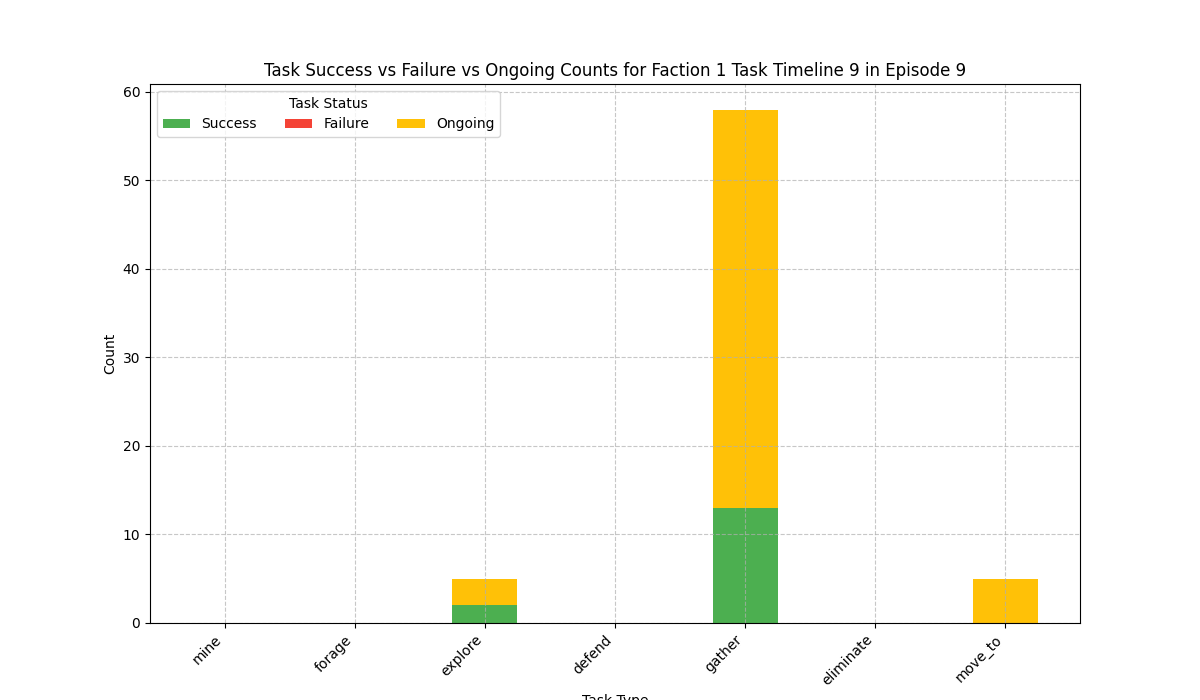 Task Success vs Failure vs Ongoing Counts for Faction 1 Task Timeline 9 in Episode 9
Task Status
Success
Failure
Ongoing
60
50
40
30
20
10
0
Count
mine
forage
explore
defend
gather
eliminate
move_to
Task Type